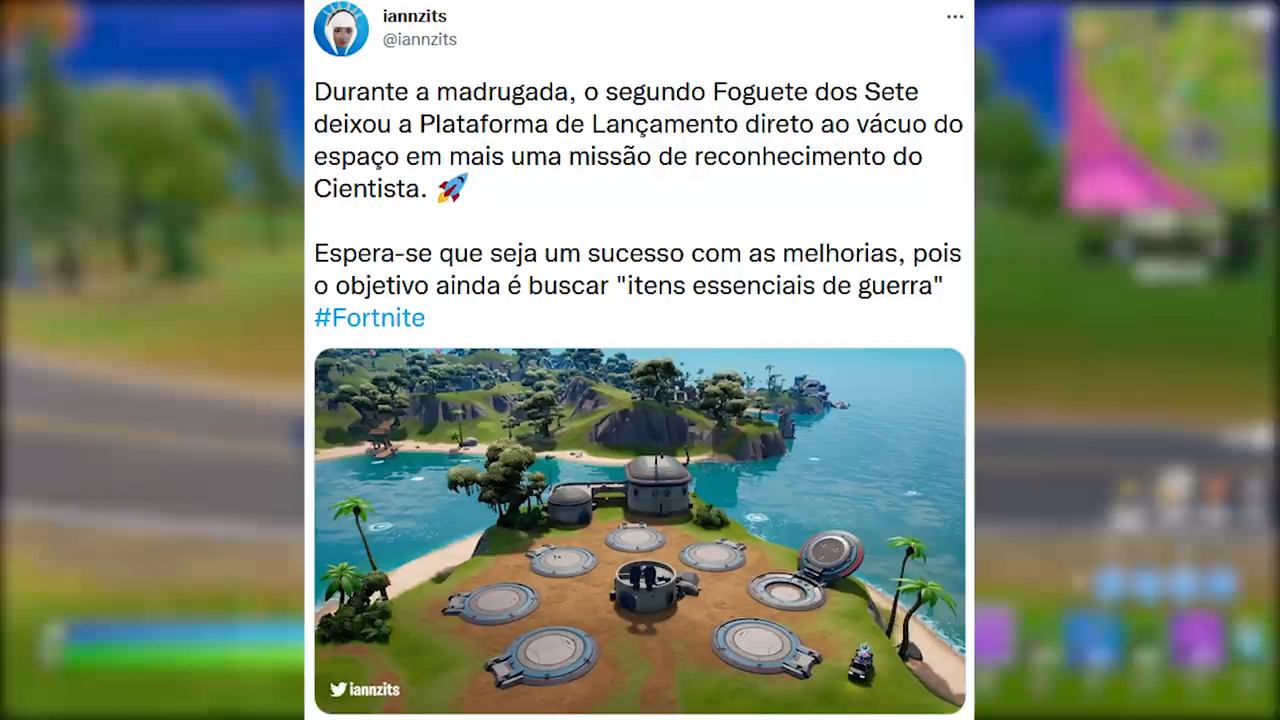 iannzits
@iannzits
Durante a madrugada, o segundo Foguete dos Sete
deixou a Plataforma de Lançamento direto ao vácuo do
espaço em mais uma missão de reconhecimento do
Cientista. 🚀
Espera-se que seja um sucesso com as melhorias, pois
o objetivo ainda é buscar "itens essenciais de guerra"
#Fortnite
iannzits